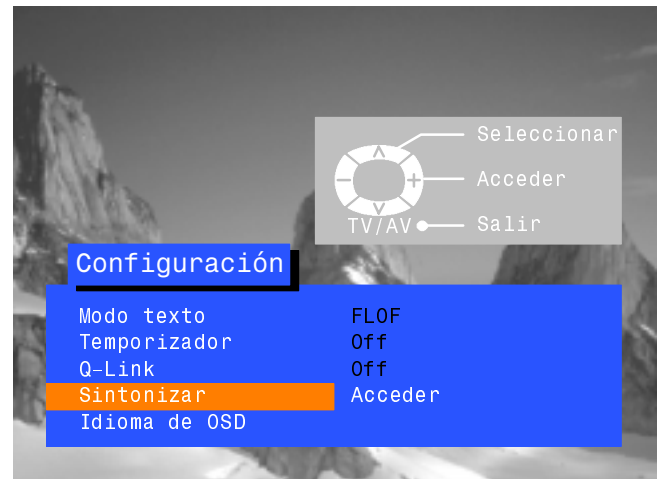 Seleccionar
Acceder
TV/AV Salir
Configuración
Modo texto FLOF
Temporizador Off
Q-Link Off
Sintonizar Acceder
Idioma de OSD